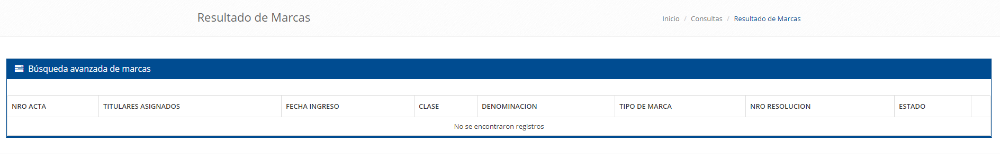 Resultado de Marcas
Inicio / Consultas / Resultado de Marcas
Búsqueda avanzada de marcas
NRO ACTA TITULARES ASIGNADOS FECHA INGRESO CLASE DENOMINACION TIPO DE MARCA NRO RESOLUCION ESTADO
No se encontraron registros